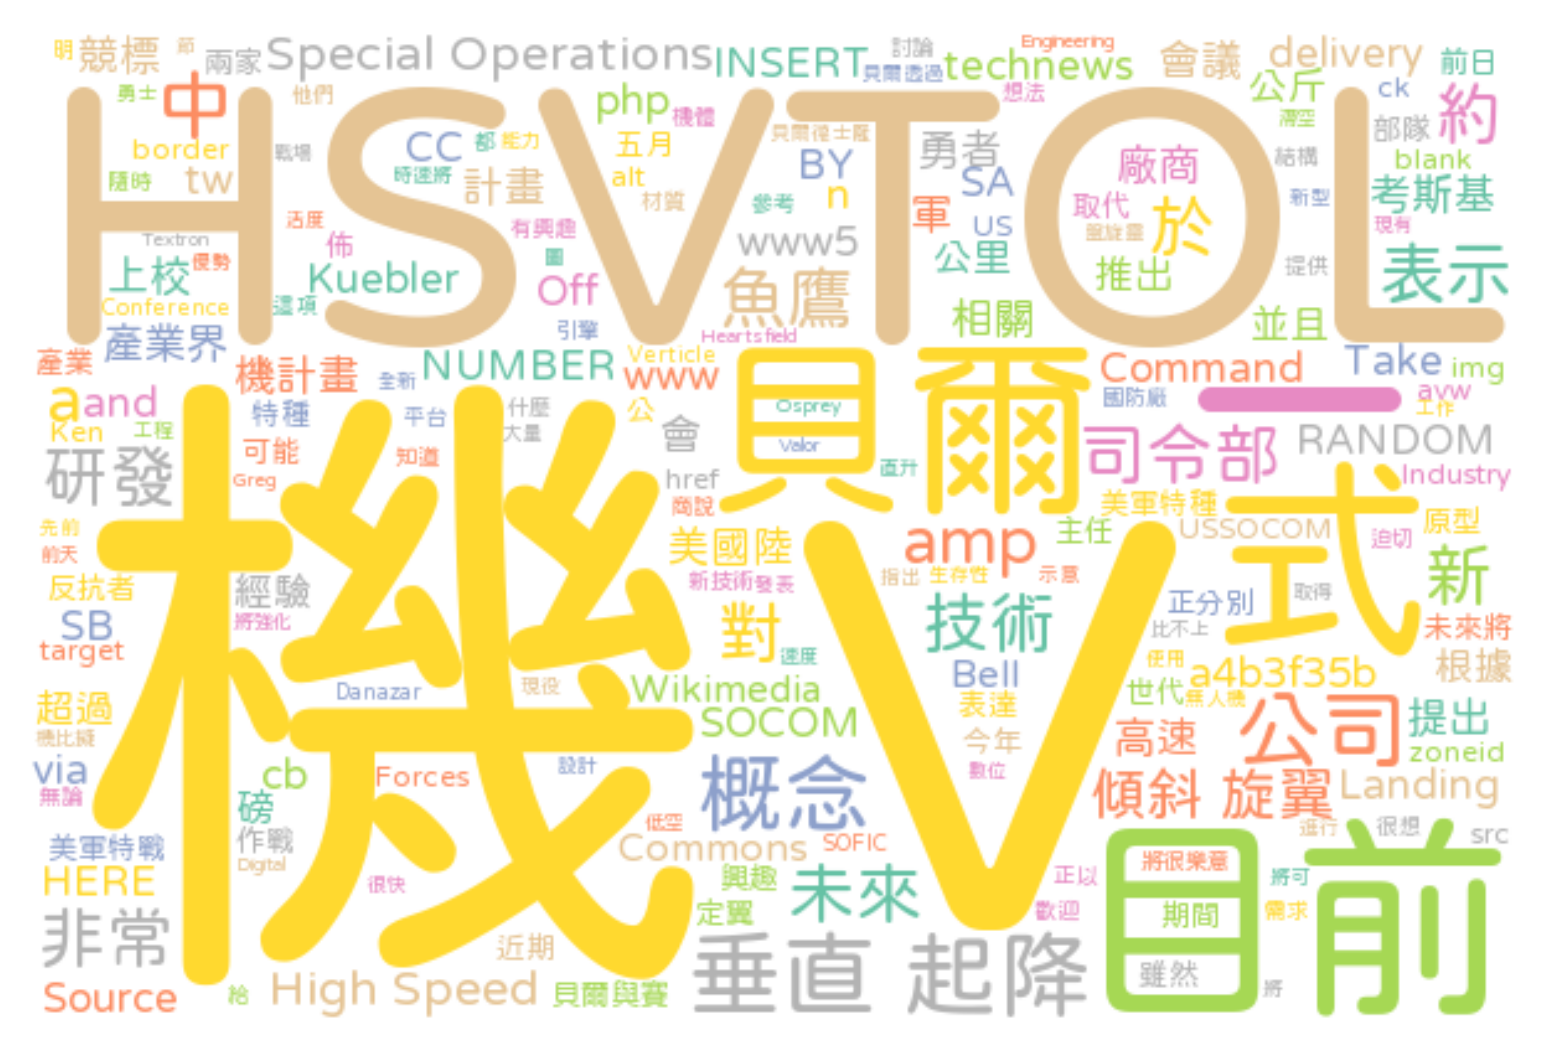 明 競標 節 兩家 Special Operations INSERT 討論 Engineering 會議 delivery 前日
貝爾透過 technews 公斤 ck
勇士 中 他們 php 機體 想法 約
HSVTOL
border 戰場 CC 都 能力 五月 貝爾德士龍 BY 勇者 廠商 薄空 部隊
隨時 tw 時速將 計畫 alt 材質 參考 n SA 結構 blank
活度 有興趣 軍 US 取代 於 新型 考斯基
Textron 佈 圖 www5 公里 現有
上校 優勢 Kuebler Off 魚鷹 推出 提供 表示
Conference 這項 引擎 相關 並且
產業界 Heartsfield
產業 機計畫 全新 NUMBER Verticle www Command Take img
a and 特種 平台 什麼 公 貝爾 Osprey 國防廠 一 avw 工作
Ken 工程 大量 會 Valor 司令部 RANDOM
研發 可能 知道 href 直升 Industry
Greg 商說 美軍特種 式
先前 機 美國陸 V amp 主任 USSOCOM 迫切 原型
前天 新技術 發表 指出 生存性 示意 新
反抗者 經驗 對 技術 正分別 取得
SB 將強化 比不上 未來將
target 速度 Bell 使用 a4b3f35b 根據
超過 Danazar 現役 Wikimedia 表達 世代 無人機
機比擬 SOCOM 今年 高速 公司 提出
via cb Forces 設計 概念 數位 zoneid
無論 磅 傾斜 旋翼 Landing
美軍特戰 作戰 低空 Commons SOFIC 目前 進行 很想 src
HERE Digital 很快 興趣 未來 正以 將很樂意 將可
非常 定翼 歡迎 期間 需求
近期 垂直 起降 雖然
Source 給 High Speed 貝爾與賽 將